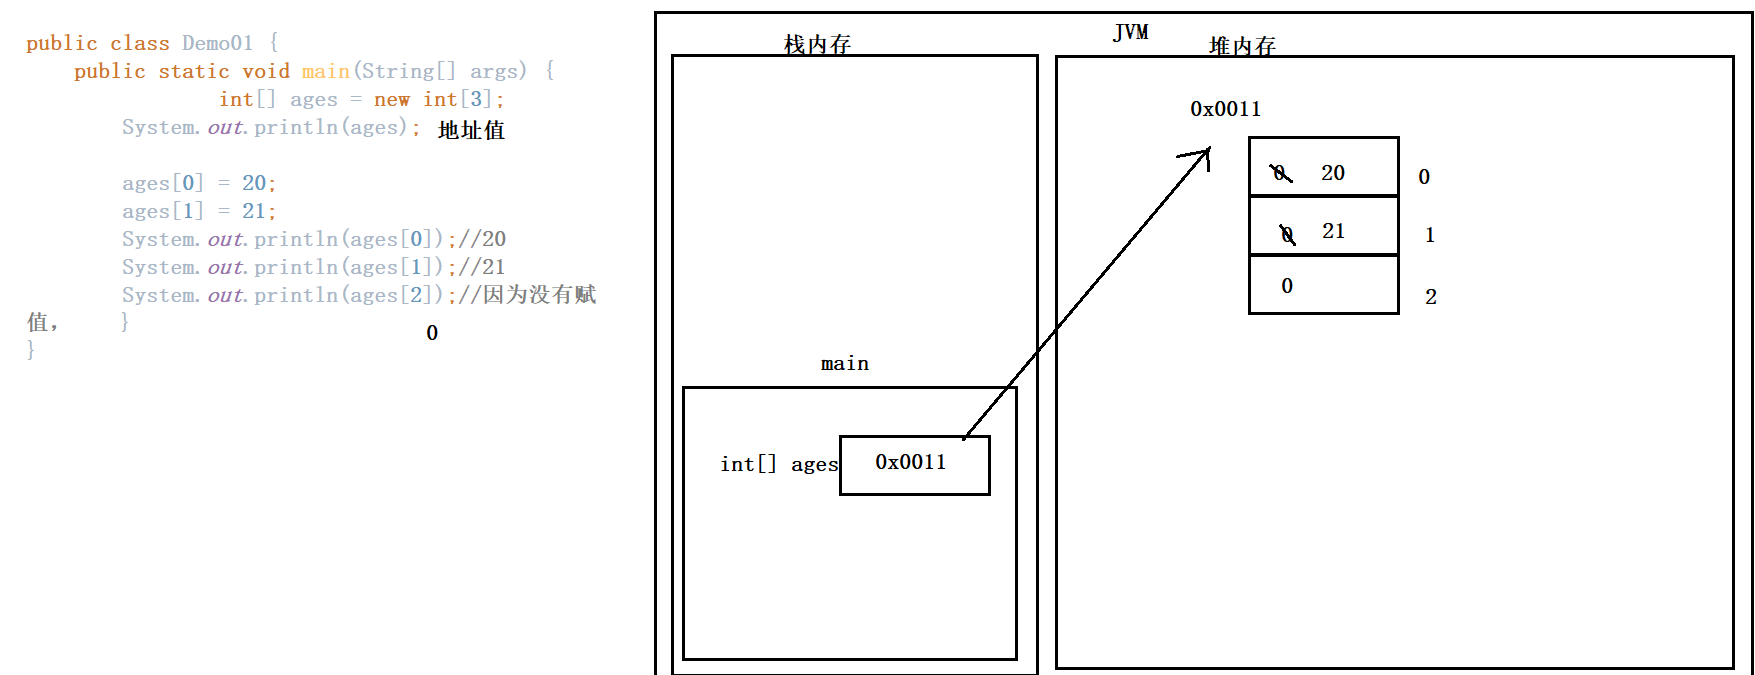 public class Demo01 {
public static void main(String[] args) {
int[] ages = new int[3];
System.out.println(ages); 地址值
ages[0] = 20;
ages[1] = 21;
System.out.println(ages[0]);//20
System.out.println(ages[1]);//21
System.out.println(ages[2]);//因为没有赋
值， }
0
}
JVM
栈内存
堆内存
0x0011
0 20 0
0 21 1
0 2
main
int[] ages 0x0011